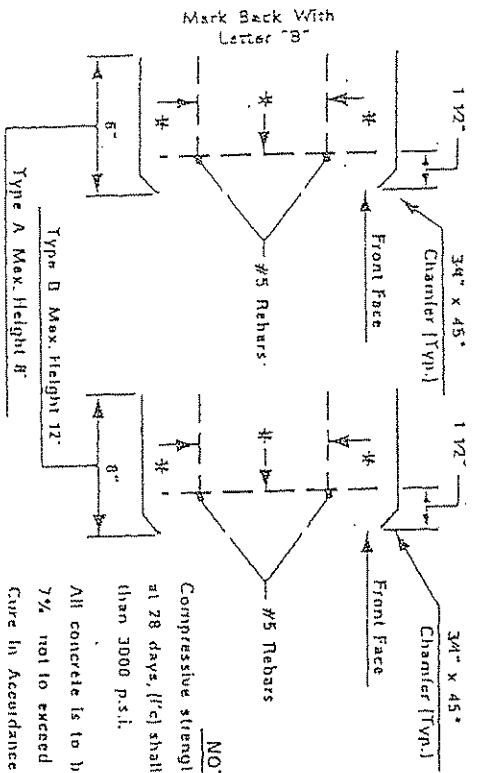 Mark Back With
Letter "B"
1 1/2"
3/4" x 45°
Chamfer (Typ.)
Front Face
#5 Rebars
6"
Type B Max. Height 12'
Type A Max. Height 8'
1 1/2"
3/4" x 45°
Chamfer (Typ.)
Front Face
#5 Rebars
8"
NO
Compressive strengt
at 28 days, (f'c) shall
than 3000 p.s.i.
All concrete is to b
7% not to exceed
Cure In Accordance